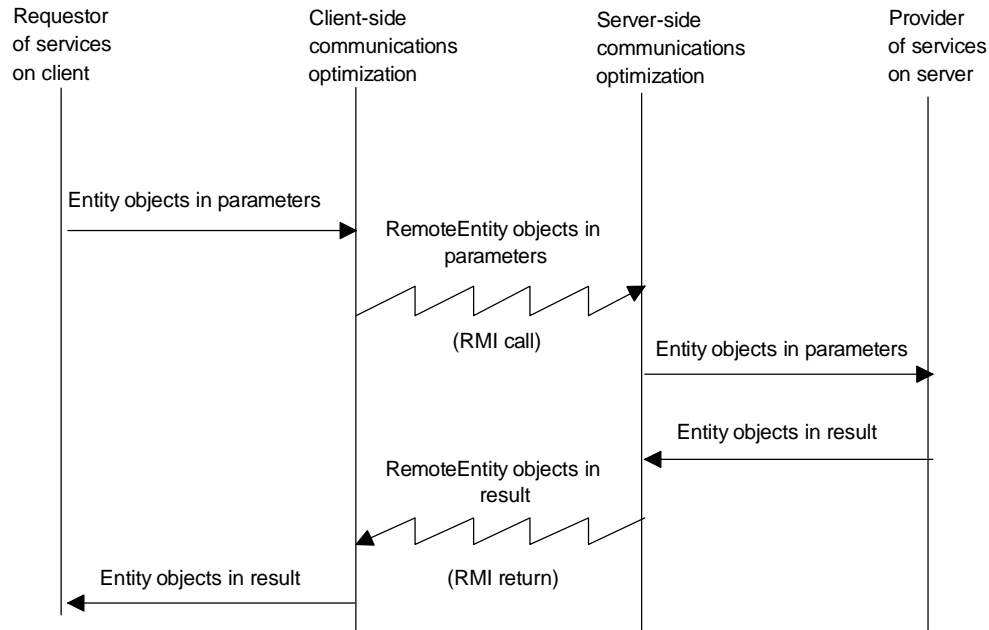 Requestor
of services
on client
Client-side
communications
optimization
Server-side
communications
optimization
Provider
of services
on server
Entity objects in parameters
RemoteEntity objects in
parameters
(RMI call)
Entity objects in parameters
Entity objects in result
RemoteEntity objects in
result
(RMI return)
Entity objects in result